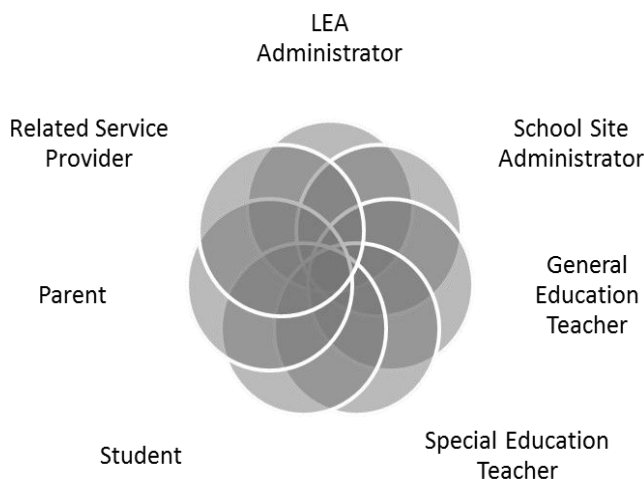 LEA
Administrator
Related Service
Provider
School Site
Administrator
Parent
General
Education
Teacher
Student
Special Education
Teacher